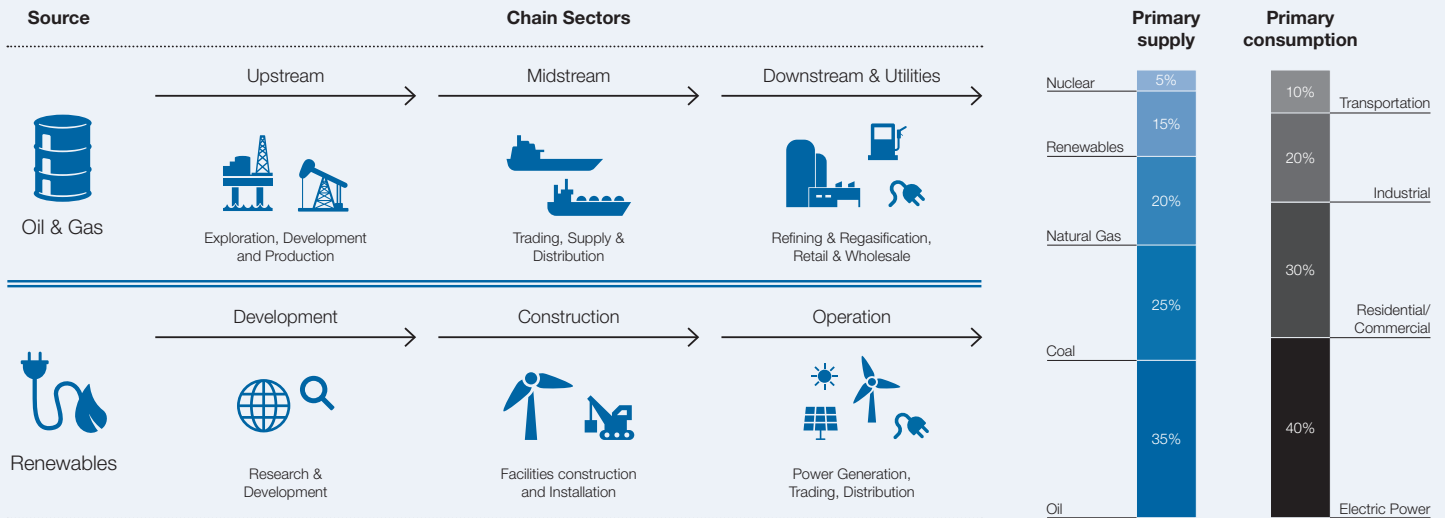 Source
Chain Sectors
Upstream
Midstream
Downstream & Utilities
Oil & Gas
Exploration, Development
and Production
Trading, Supply &
Distribution
Refining & Regasification,
Retail & Wholesale
Development
Construction
Operation
Renewables
Research &
Development
Facilities construction
and Installation
Power Generation,
Trading, Distribution
Primary
supply
Nuclear
5%
Renewables
15%
Natural Gas
20%
Coal
25%
Oil
35%
Primary
consumption
10%
Transportation
20%
Industrial
30%
Residential/
Commercial
40%
Electric Power